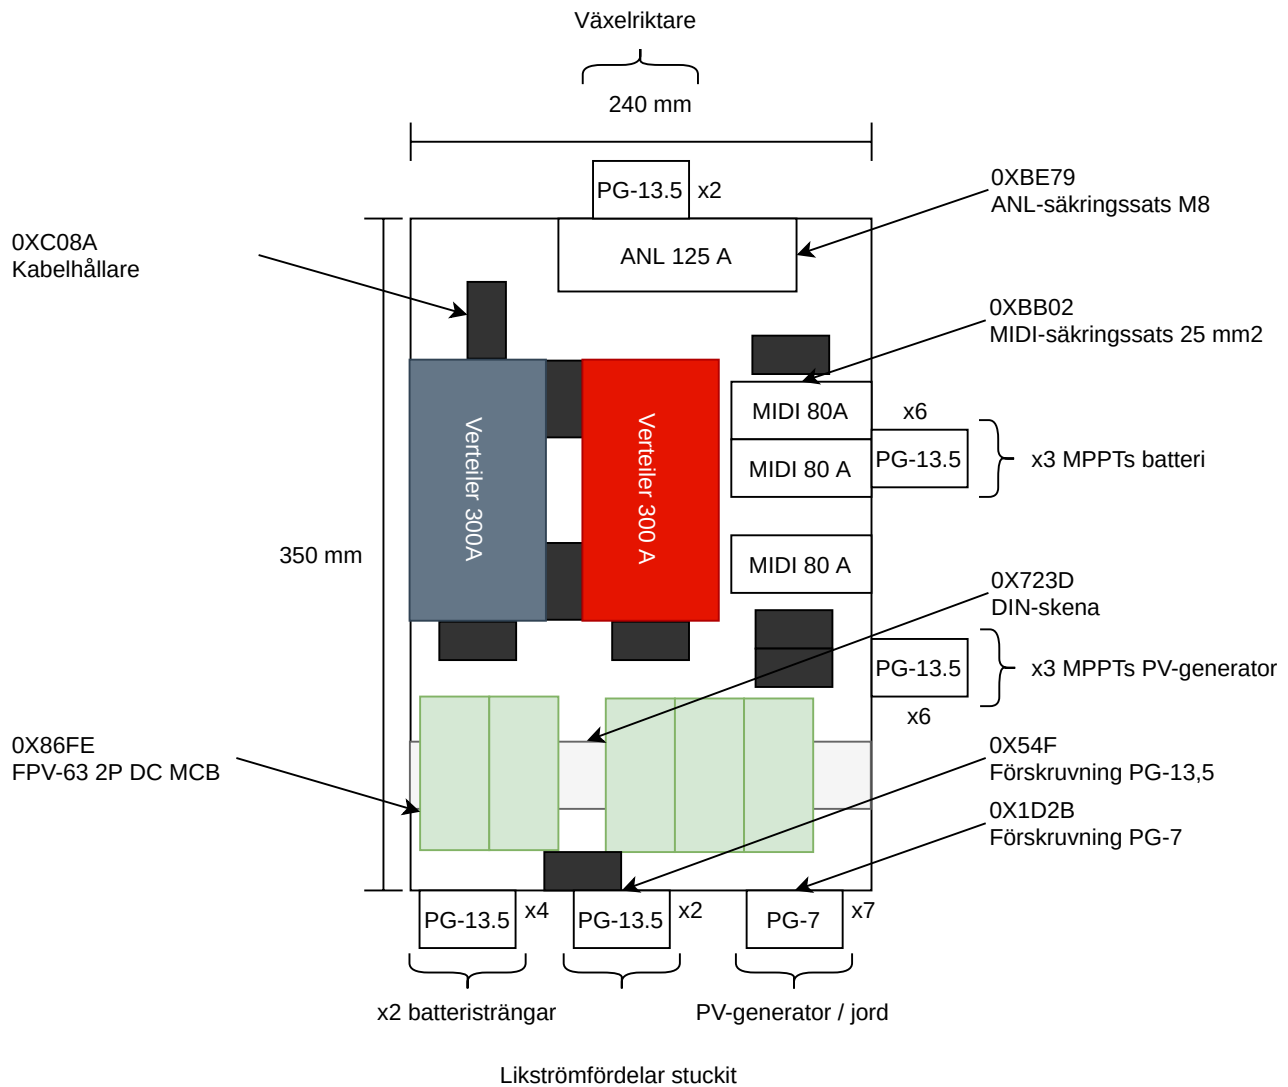 Växelriktare
240 mm
PG-13.5
x2
0XBE79
ANL-säkringssats M8
0XC08A
Kabelhållare
ANL 125 A
0XBB02
MIDI-säkringssats 25 mm2
MIDI 80A
x6
MIDI 80 A
PG-13.5
x3 MPPTs batteri
Verteiler 300A
Verteiler 300 A
350 mm
MIDI 80 A
0X723D
DIN-skena
PG-13.5
x3 MPPTs PV-generator
x6
0X86FE
FPV-63 2P DC MCB
0X54F
Förskruvning PG-13,5
0X1D2B
Förskruvning PG-7
PG-13.5
x4
PG-13.5
x2
PG-7
x7
x2 batteristrängar
PV-generator / jord
Likströmfördelar stuckit